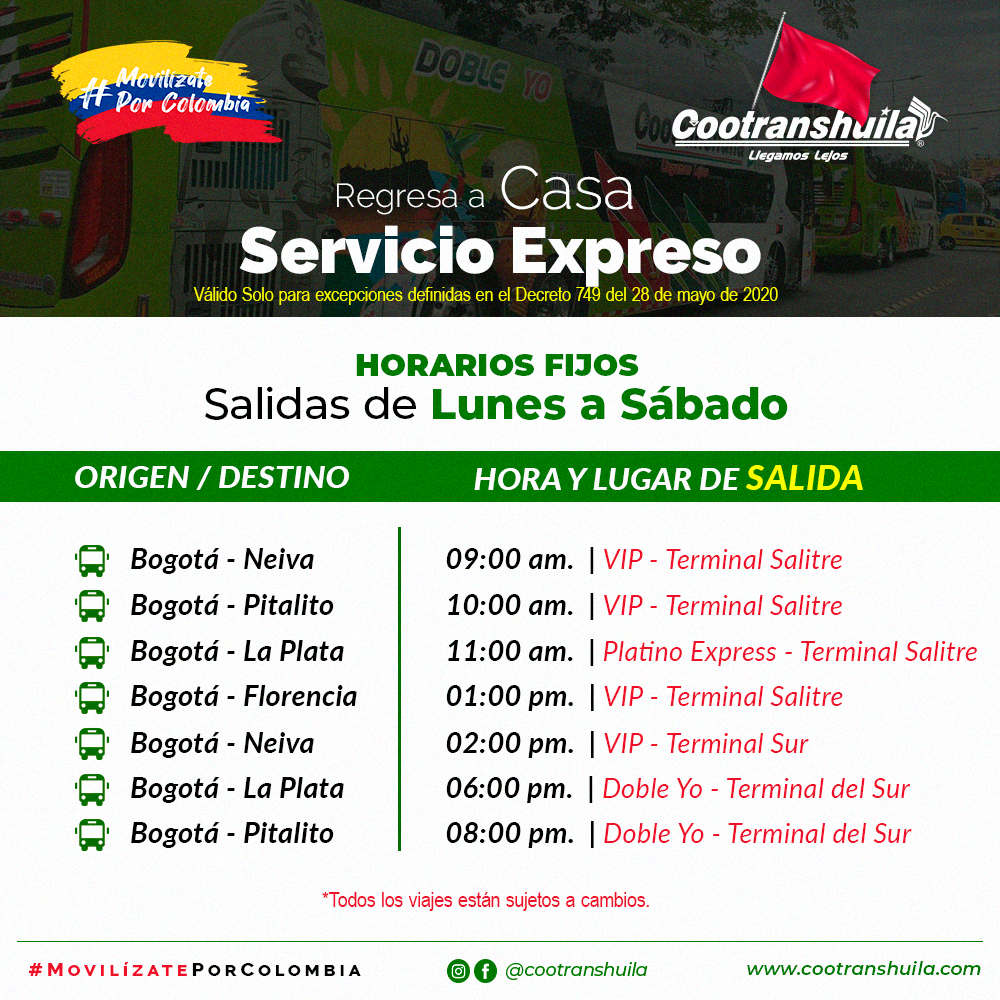 # Movilízate
Por Colombia
DOBLE YO
Coo
Cootranshuila®
Llegamos Lejos
Regresa a Casa
Servicio Expreso
Válido Solo para excepciones definidas en el Decreto 749 del 28 de mayo de 2020
HORARIOS FIJOS
Salidas de Lunes a Sábado
ORIGEN / DESTINO
HORA Y LUGAR DE SALIDA
Bogotá - Neiva 09:00 am. | VIP - Terminal Salitre
Bogotá - Pitalito 10:00 am. | VIP - Terminal Salitre
Bogotá - La Plata 11:00 am. | Platino Express - Terminal Salitre
Bogotá - Florencia 01:00 pm. | VIP - Terminal Salitre
Bogotá - Neiva 02:00 pm. | VIP - Terminal Sur
Bogotá - La Plata 06:00 pm. | Doble Yo - Terminal del Sur
Bogotá - Pitalito 08:00 pm. | Doble Yo - Terminal del Sur
*Todos los viajes están sujetos a cambios.
#MOVILÍZATEPORCOLOMBIA
@cootranshuila
www.cootranshuila.com